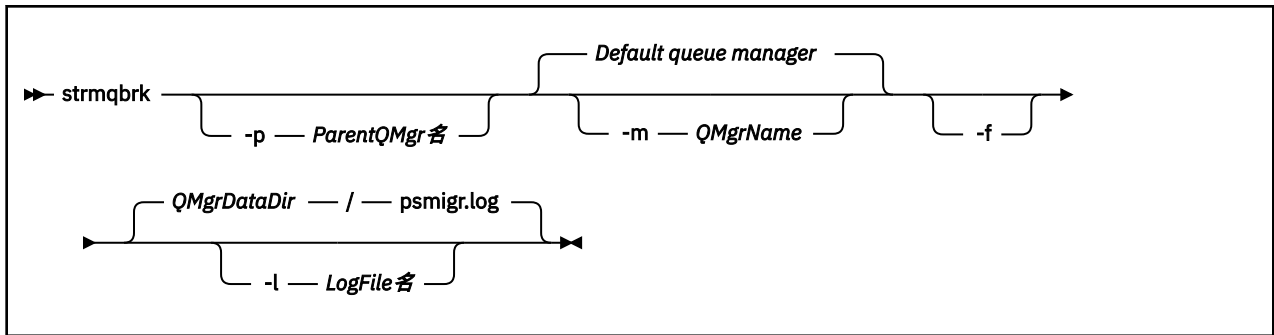 Default queue manager
strmqbrk
-p ParentQMgr名
-m QMgrName
-f
QMgrDataDir / psmigr.log
-l LogFile名